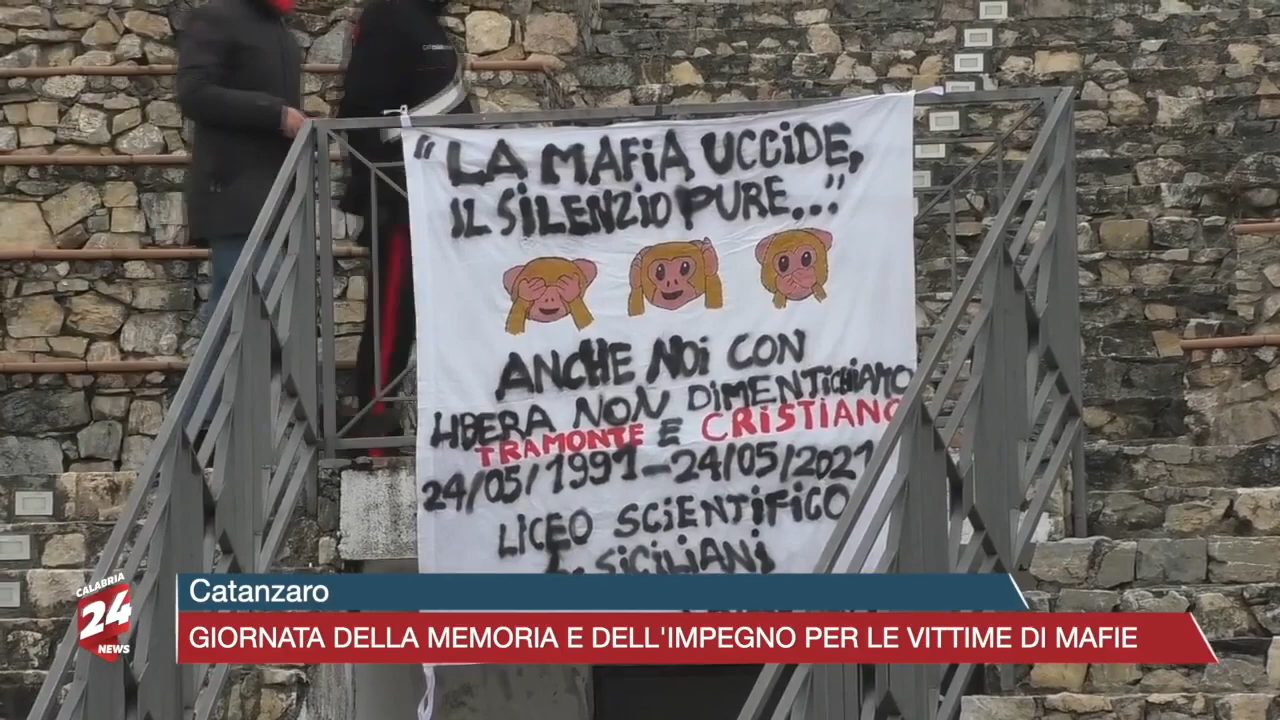 "LA MAFIA UCCIDE,
IL SILENZIO PURE..."
ANCHE NOI CON
LIBERA NON DIMENTICHIAMO
TRAMONTE E CRISTIANO
24/05/1991-24/05/2021
LICEO SCIENTIFICO
SICILIANI
Catanzaro
CALABRIA
24
NEWS
GIORNATA DELLA MEMORIA E DELL'IMPEGNO PER LE VITTIME DI MAFIE